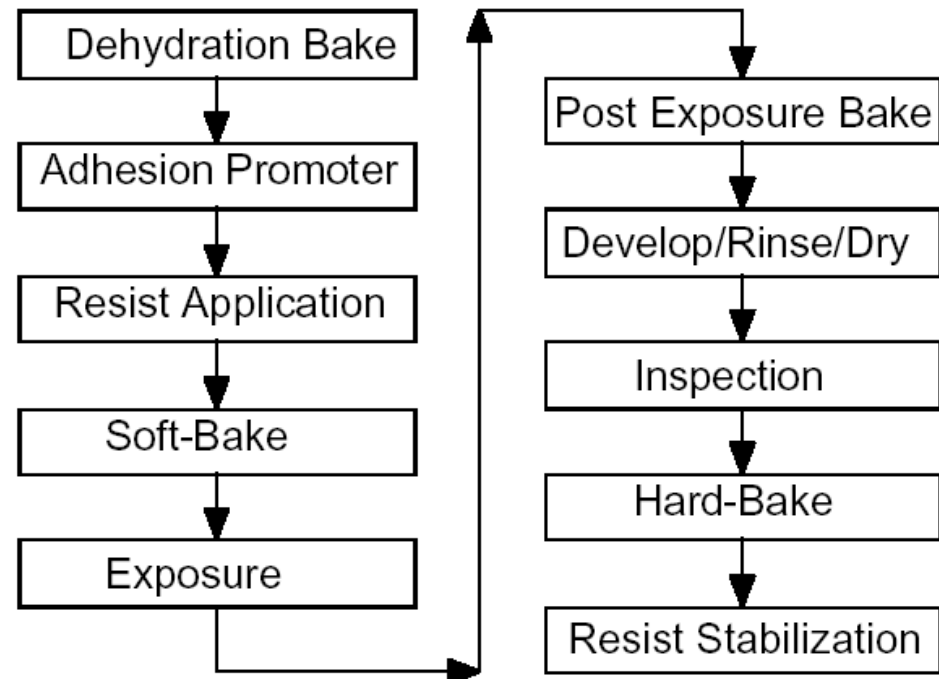 Dehydration Bake
Adhesion Promoter
Resist Application
Soft-Bake
Exposure
Post Exposure Bake
Develop/Rinse/Dry
Inspection
Hard-Bake
Resist Stabilization